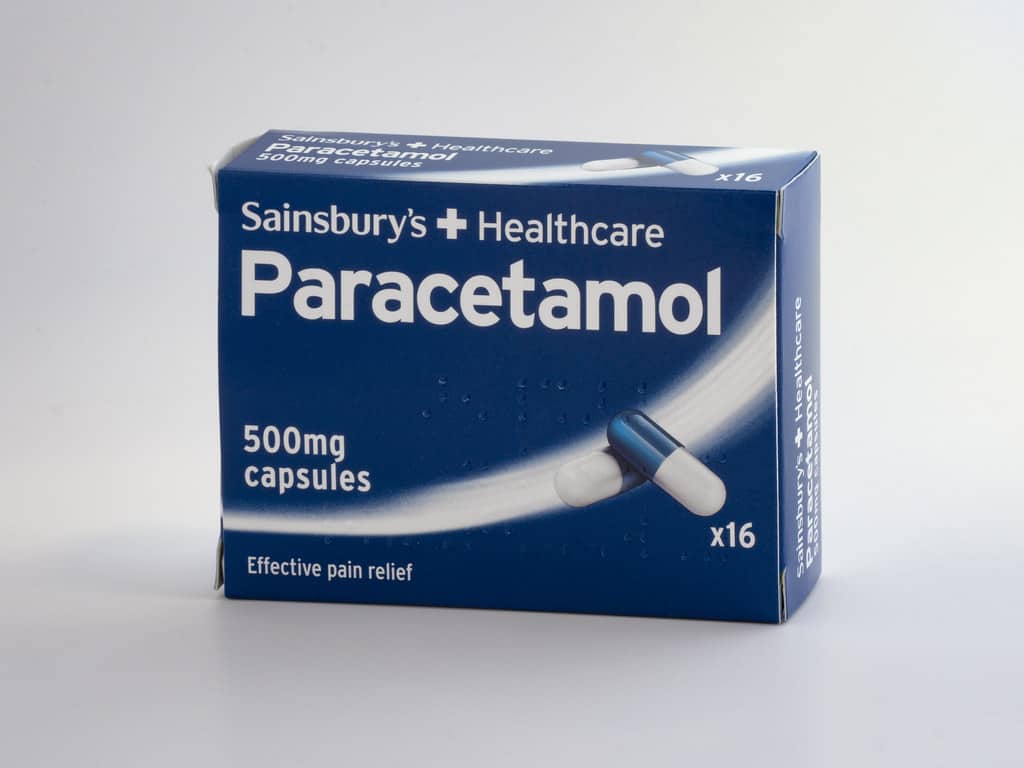 Sainsbury's + Healthcare
Paracetamol
500mg capsules
x16
Sainsbury's + Healthcare
Paracetamol
500mg
capsules
x16
Effective pain relief
Sainsbury's + Healthcare
Paracetamol
500mg capsules